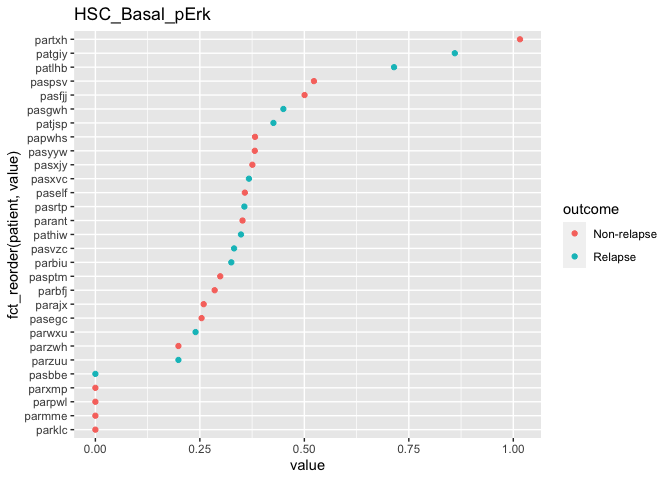 HSC_Basal_pErk
fct_reorder(patient, value)
partxh
patgiy
patlhb
paspsv
pasfjj
pasgwh
patjsp
papwhs
pasyyw
pasxjy
pasxvc
paself
pasrtp
parant
pathiw
pasvzc
parbiu
pasptm
parbfj
parajx
pasegc
parwxu
parzwh
parzuu
pasbbe
parxmp
parpwl
parmme
parklc
0.00 0.25 0.50 0.75 1.00
value
outcome
Non-relapse
Relapse